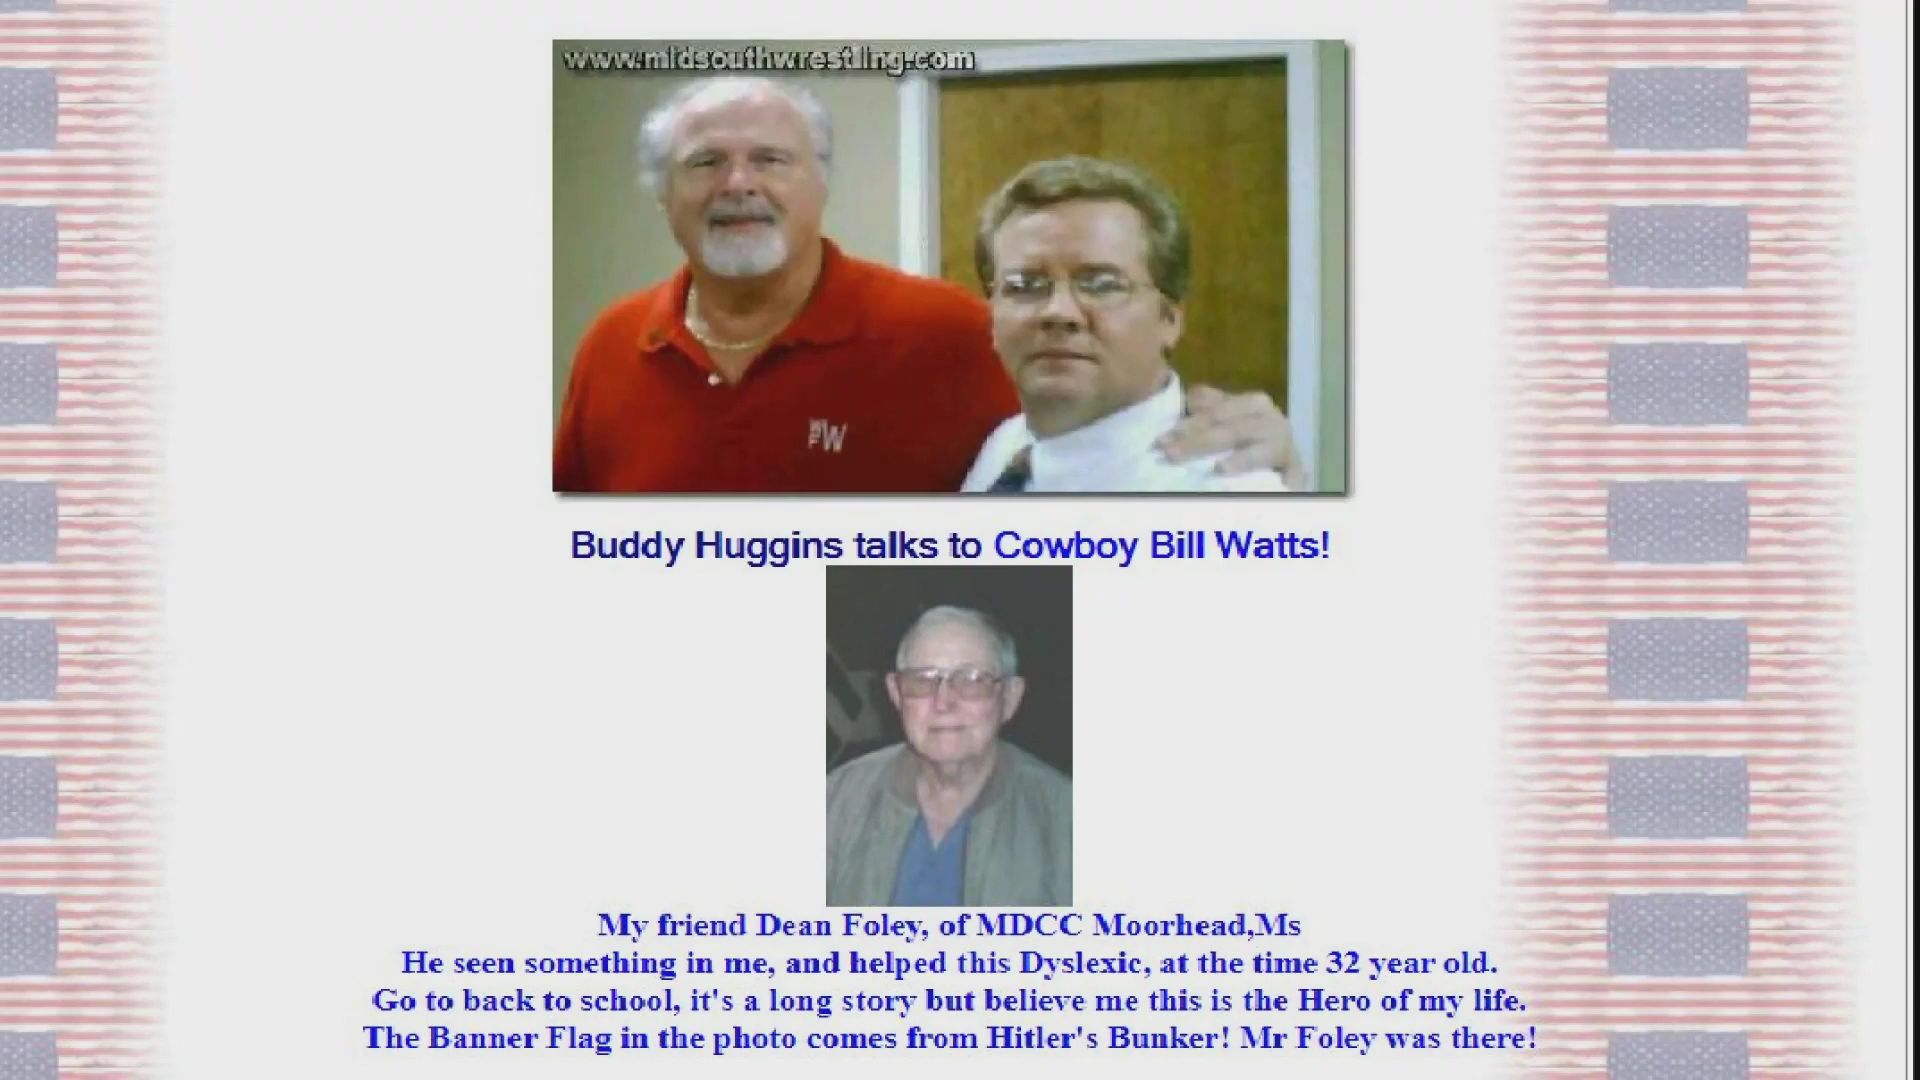 www.midsouthwrestling.com
WFW
Buddy Huggins talks to Cowboy Bill Watts!
My friend Dean Foley, of MDCC Moorhead,Ms
He seen something in me, and helped this Dyslexic, at the time 32 year old.
Go to back to school, it's a long story but believe me this is the Hero of my life.
The Banner Flag in the photo comes from Hitler's Bunker! Mr Foley was there!